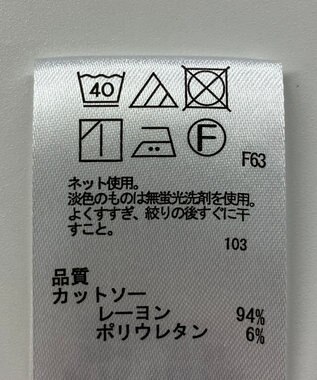 40
F
F63
ネット使用。
淡色のものは無蛍光洗剤を使用。
よくすすぎ、絞りの後すぐに干
すこと。
103
品質
カットソー
レーヨン 94%
ポリウレタン 6%